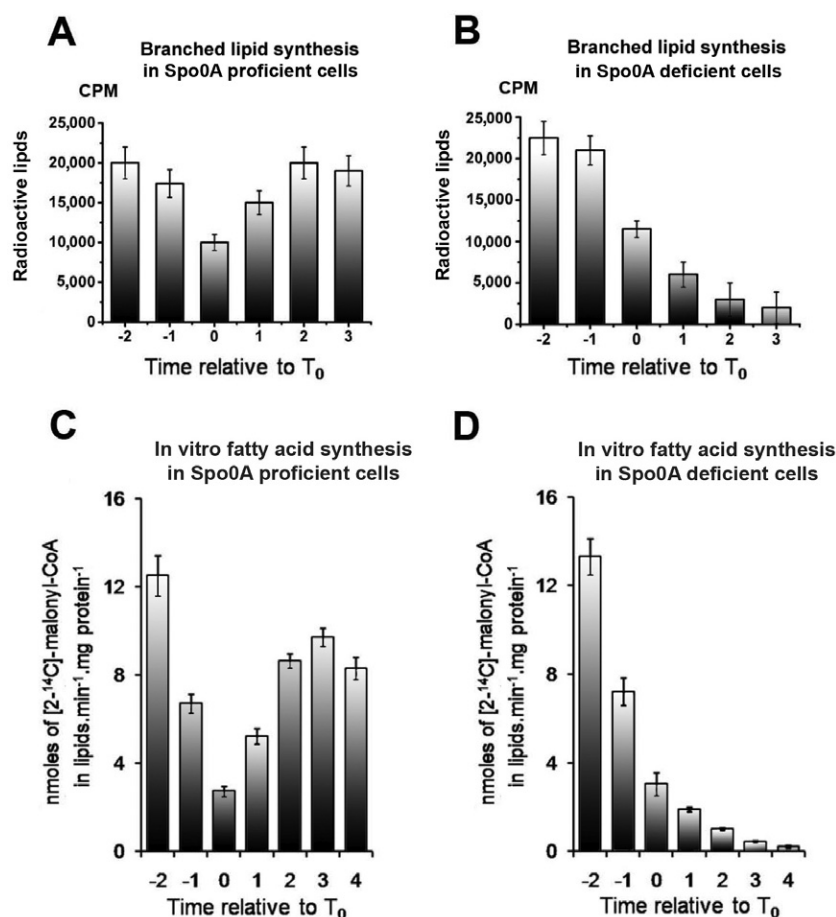 A
Branched lipid synthesis
in Spo0A proficient cells
CPM
Radioactive lipds
25,000
20,000
15,000
10,000
5,000
0
-2 -1 0 1 2 3
Time relative to T0
B
Branched lipid synthesis
in Spo0A deficient cells
CPM
Radioactive lipds
25,000
20,000
15,000
10,000
5,000
0
-2 -1 0 1 2 3
Time relative to T0
C
In vitro fatty acid synthesis
in Spo0A proficient cells
nmoles of [2-¹⁴C]-malonyl-CoA
in lipids.min⁻¹.mg protein⁻¹
16
12
8
4
0
-2 -1 0 1 2 3 4
Time relative to T0
D
In vitro fatty acid synthesis
in Spo0A deficient cells
nmoles of [2-¹⁴C]-malonyl-CoA
in lipids.min⁻¹.mg protein⁻¹
16
12
8
4
0
-2 -1 0 1 2 3 4
Time relative to T0